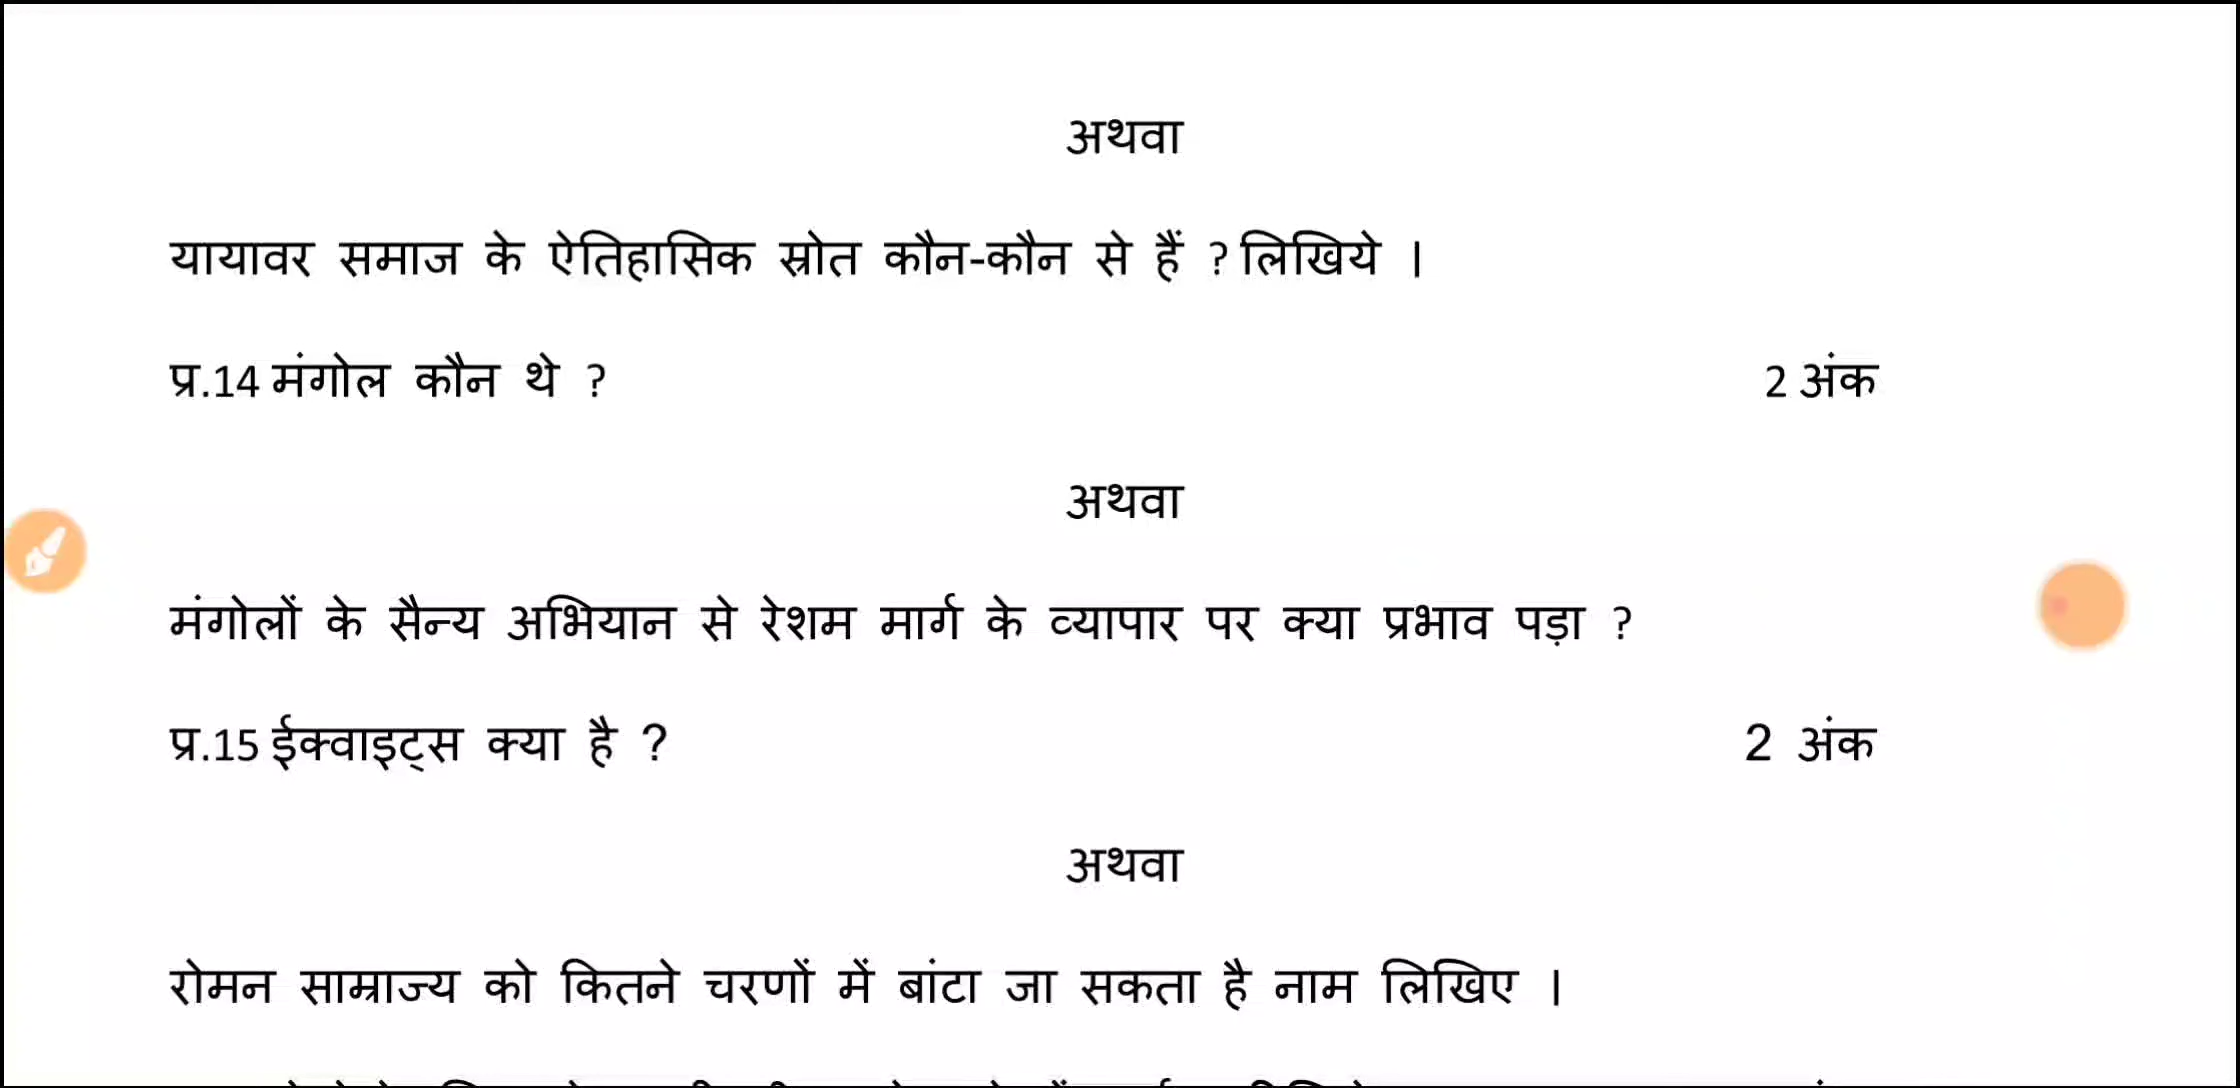 अथवा
यायावर समाज के ऐतिहासिक स्रोत कौन-कौन से हैं ? लिखिये ।
प्र.14 मंगोल कौन थे ? 2 अंक
अथवा
मंगोलों के सैन्य अभियान से रेशम मार्ग के व्यापार पर क्या प्रभाव पड़ा ?
प्र.15 ईक्वाइट्स क्या है ? 2 अंक
अथवा
रोमन साम्राज्य को कितने चरणों में बांटा जा सकता है नाम लिखिए ।